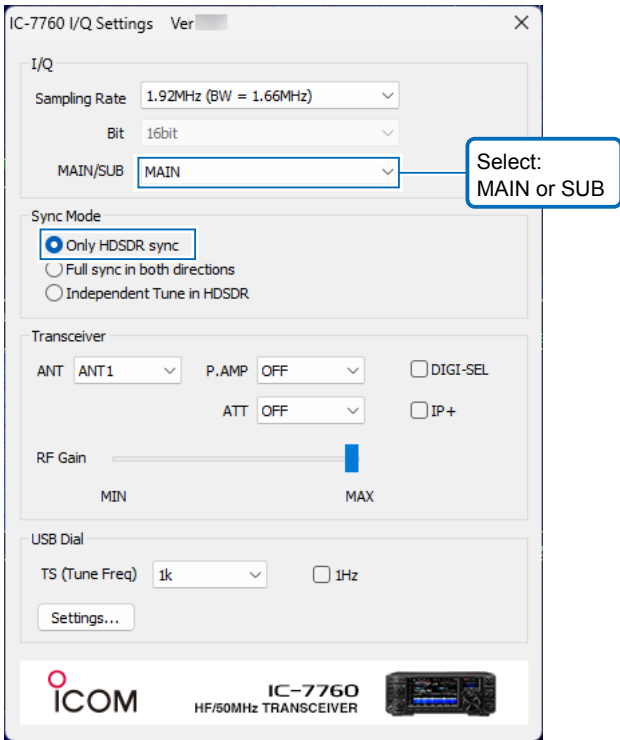 IC-7760 I/Q Settings Ver
I/Q
Sampling Rate 1.92MHz (BW = 1.66MHz)
Bit 16bit
MAIN/SUB MAIN
Select:
MAIN or SUB
Sync Mode
Only HDSDR sync
Full sync in both directions
Independent Tune in HDSDR
Transceiver
ANT ANT1 P.AMP OFF DIGI-SEL
ATT OFF IP+
RF Gain
MIN MAX
USB Dial
TS (Tune Freq) 1k 1Hz
Settings...
ICOM IC-7760
HF/50MHz TRANSCEIVER